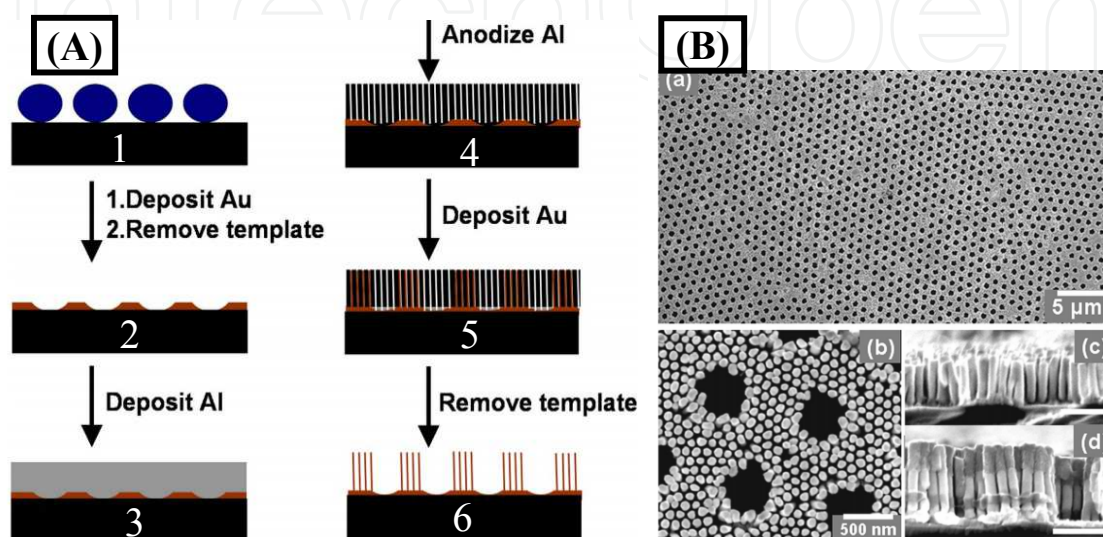 (A)
1
1.Deposit Au
2.Remove template
2
Deposit Al
3
Anodize Al
4
Deposit Au
5
Remove template
6
(B)
(a)
5 µm
(b)
500 nm
(c)
(d)